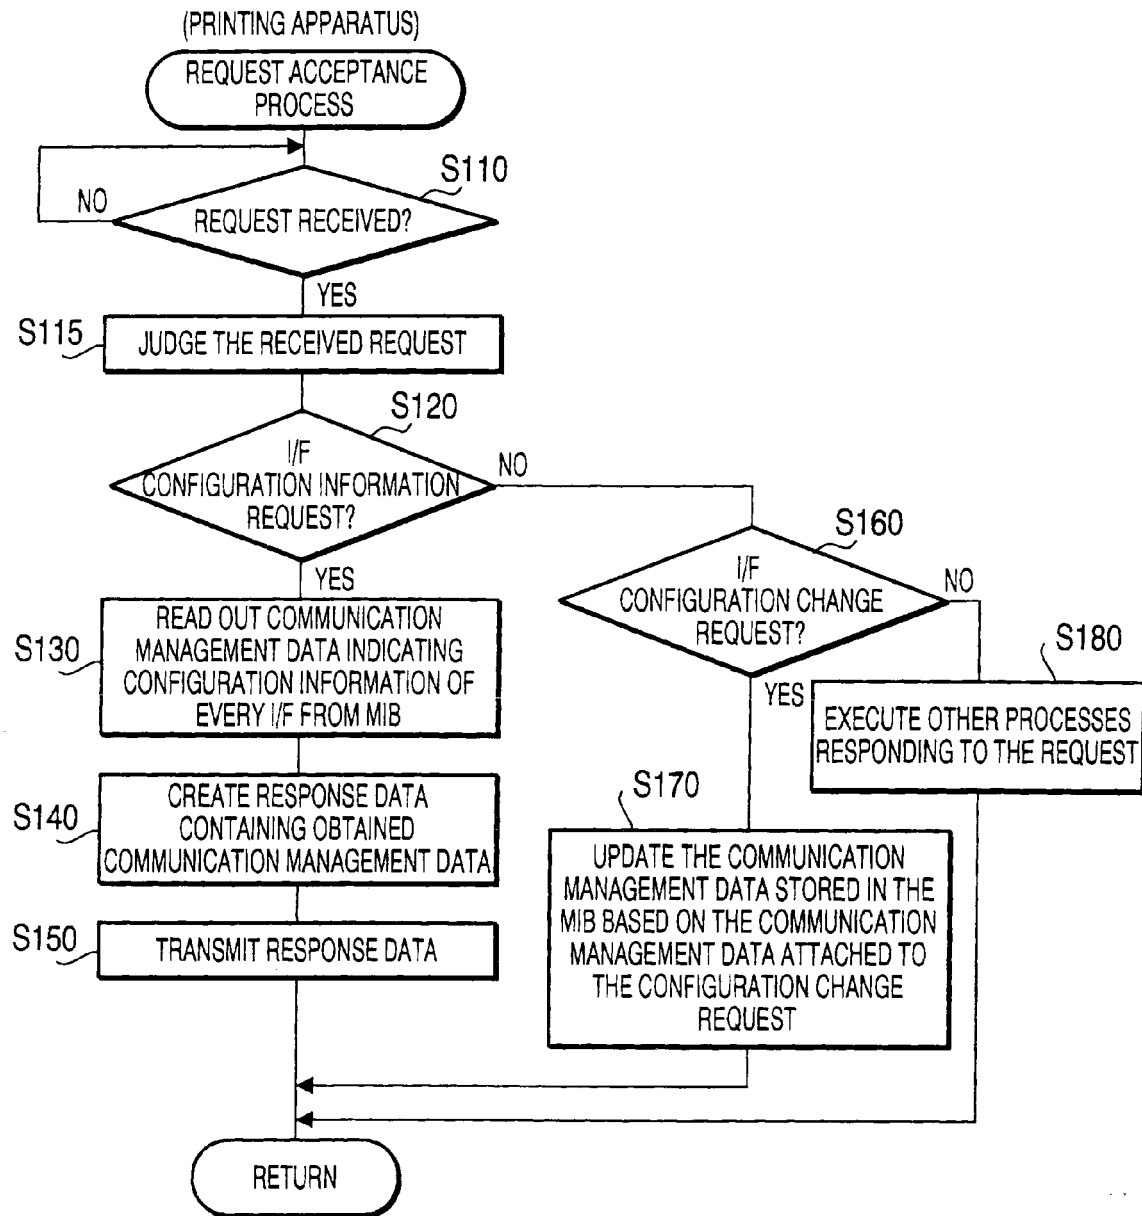 (PRINTING APPARATUS)
REQUEST ACCEPTANCE
PROCESS
S110
NO
REQUEST RECEIVED?
YES
S115
JUDGE THE RECEIVED REQUEST
S120
I/F
CONFIGURATION INFORMATION
REQUEST?
NO
YES
S130
READ OUT COMMUNICATION
MANAGEMENT DATA INDICATING
CONFIGURATION INFORMATION OF
EVERY I/F FROM MIB
S140
CREATE RESPONSE DATA
CONTAINING OBTAINED
COMMUNICATION MANAGEMENT DATA
S150
TRANSMIT RESPONSE DATA
S160
I/F
CONFIGURATION CHANGE
REQUEST?
NO
YES
S180
EXECUTE OTHER PROCESSES
RESPONDING TO THE REQUEST
S170
UPDATE THE COMMUNICATION
MANAGEMENT DATA STORED IN THE
MIB BASED ON THE COMMUNICATION
MANAGEMENT DATA ATTACHED TO
THE CONFIGURATION CHANGE
REQUEST
RETURN